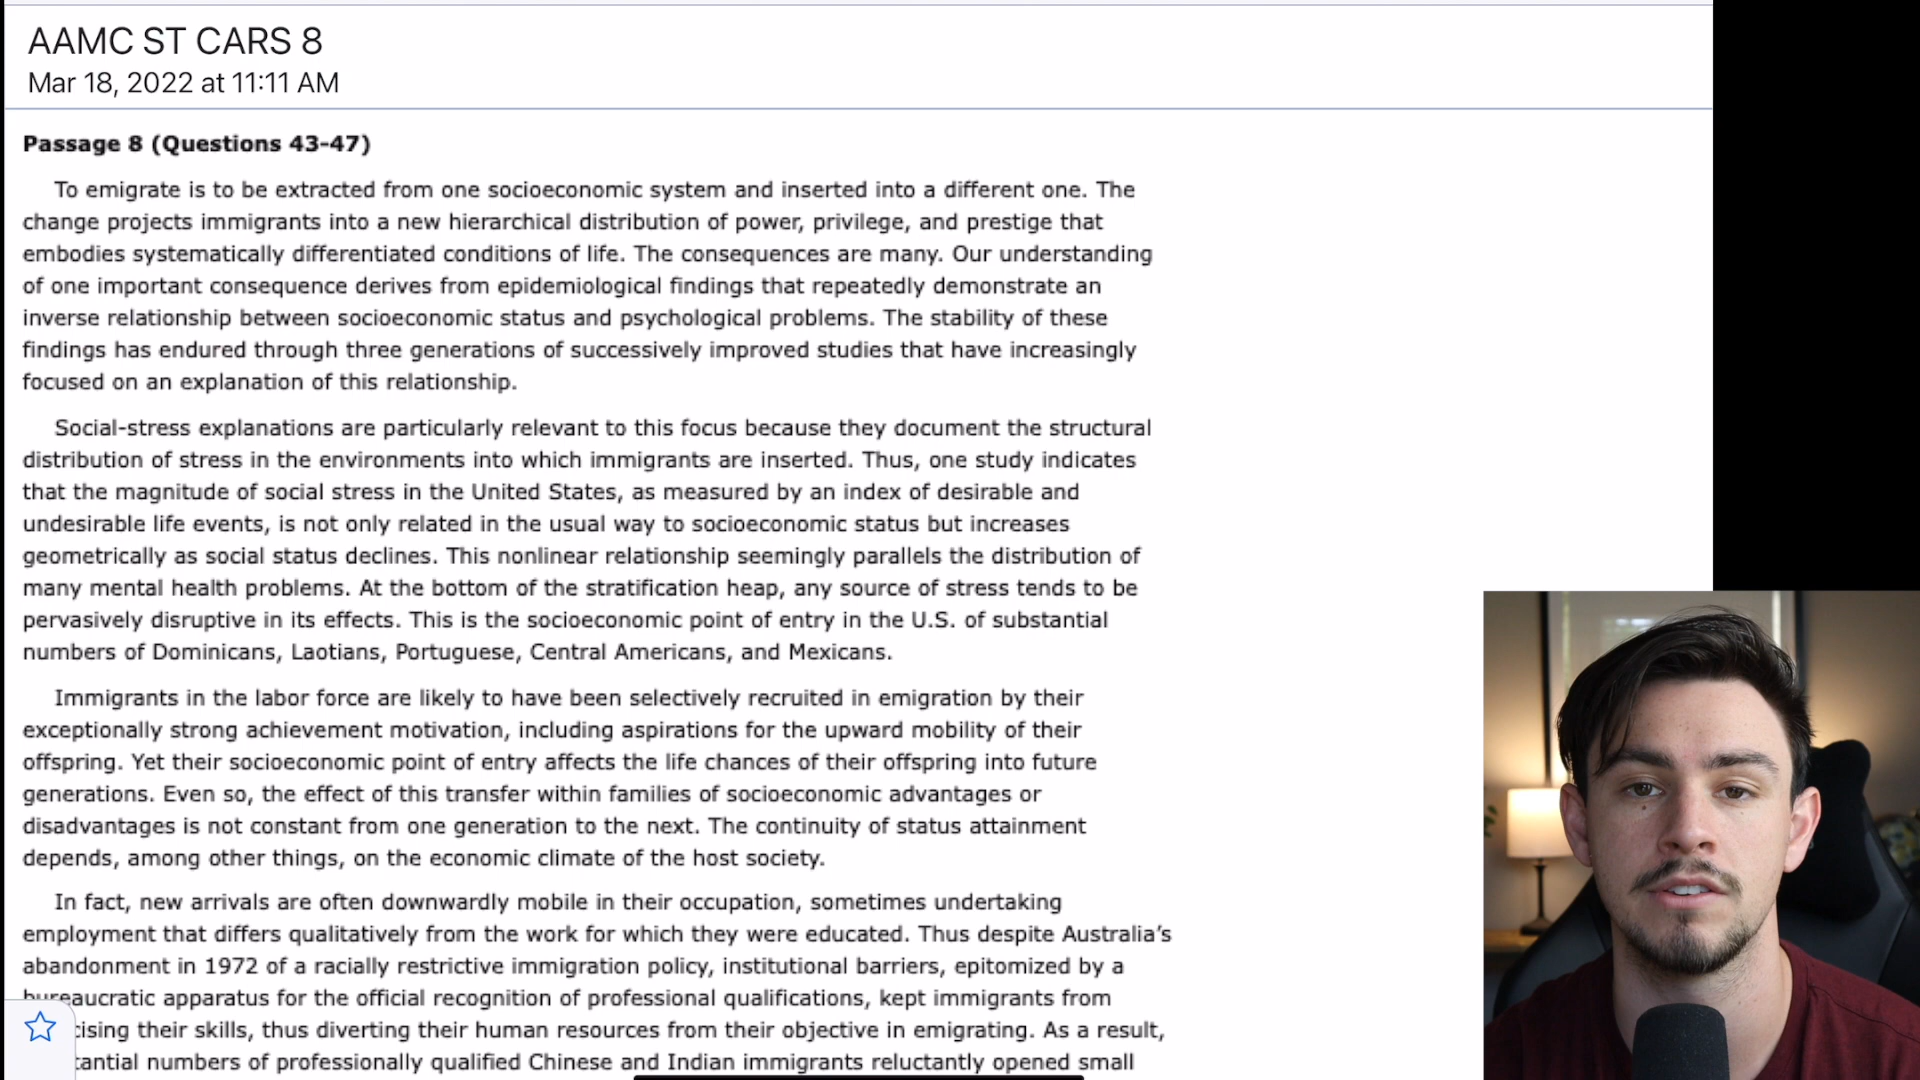 AAMC ST CARS 8
Mar 18, 2022 at 11:11 AM
Passage 8 (Questions 43-47)
To emigrate is to be extracted from one socioeconomic system and inserted into a different one. The
change projects immigrants into a new hierarchical distribution of power, privilege, and prestige that
embodies systematically differentiated conditions of life. The consequences are many. Our understanding
of one important consequence derives from epidemiological findings that repeatedly demonstrate an
inverse relationship between socioeconomic status and psychological problems. The stability of these
findings has endured through three generations of successively improved studies that have increasingly
focused on an explanation of this relationship.
Social-stress explanations are particularly relevant to this focus because they document the structural
distribution of stress in the environments into which immigrants are inserted. Thus, one study indicates
that the magnitude of social stress in the United States, as measured by an index of desirable and
undesirable life events, is not only related in the usual way to socioeconomic status but increases
geometrically as social status declines. This nonlinear relationship seemingly parallels the distribution of
many mental health problems. At the bottom of the stratification heap, any source of stress tends to be
pervasively disruptive in its effects. This is the socioeconomic point of entry in the U.S. of substantial
numbers of Dominicans, Laotians, Portuguese, Central Americans, and Mexicans.
Immigrants in the labor force are likely to have been selectively recruited in emigration by their
exceptionally strong achievement motivation, including aspirations for the upward mobility of their
offspring. Yet their socioeconomic point of entry affects the life chances of their offspring into future
generations. Even so, the effect of this transfer within families of socioeconomic advantages or
disadvantages is not constant from one generation to the next. The continuity of status attainment
depends, among other things, on the economic climate of the host society.
In fact, new arrivals are often downwardly mobile in their occupation, sometimes undertaking
employment that differs qualitatively from the work for which they were educated. Thus despite Australia's
abandonment in 1972 of a racially restrictive immigration policy, institutional barriers, epitomized by a
bureaucratic apparatus for the official recognition of professional qualifications, kept immigrants from
cising their skills, thus diverting their human resources from their objective in emigrating. As a result,
tantial numbers of professionally qualified Chinese and Indian immigrants reluctantly opened small